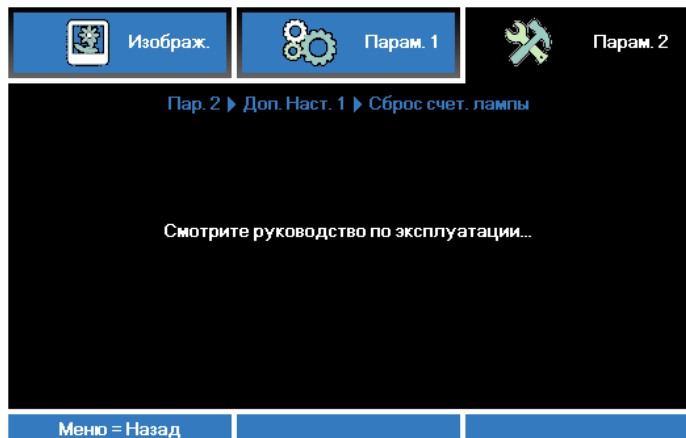 Изображ.
Парам. 1
Парам. 2
Пар. 2 Доп. Наст. 1 Сброс счет. лампы
Смотрите руководство по эксплуатации...
Меню = Назад